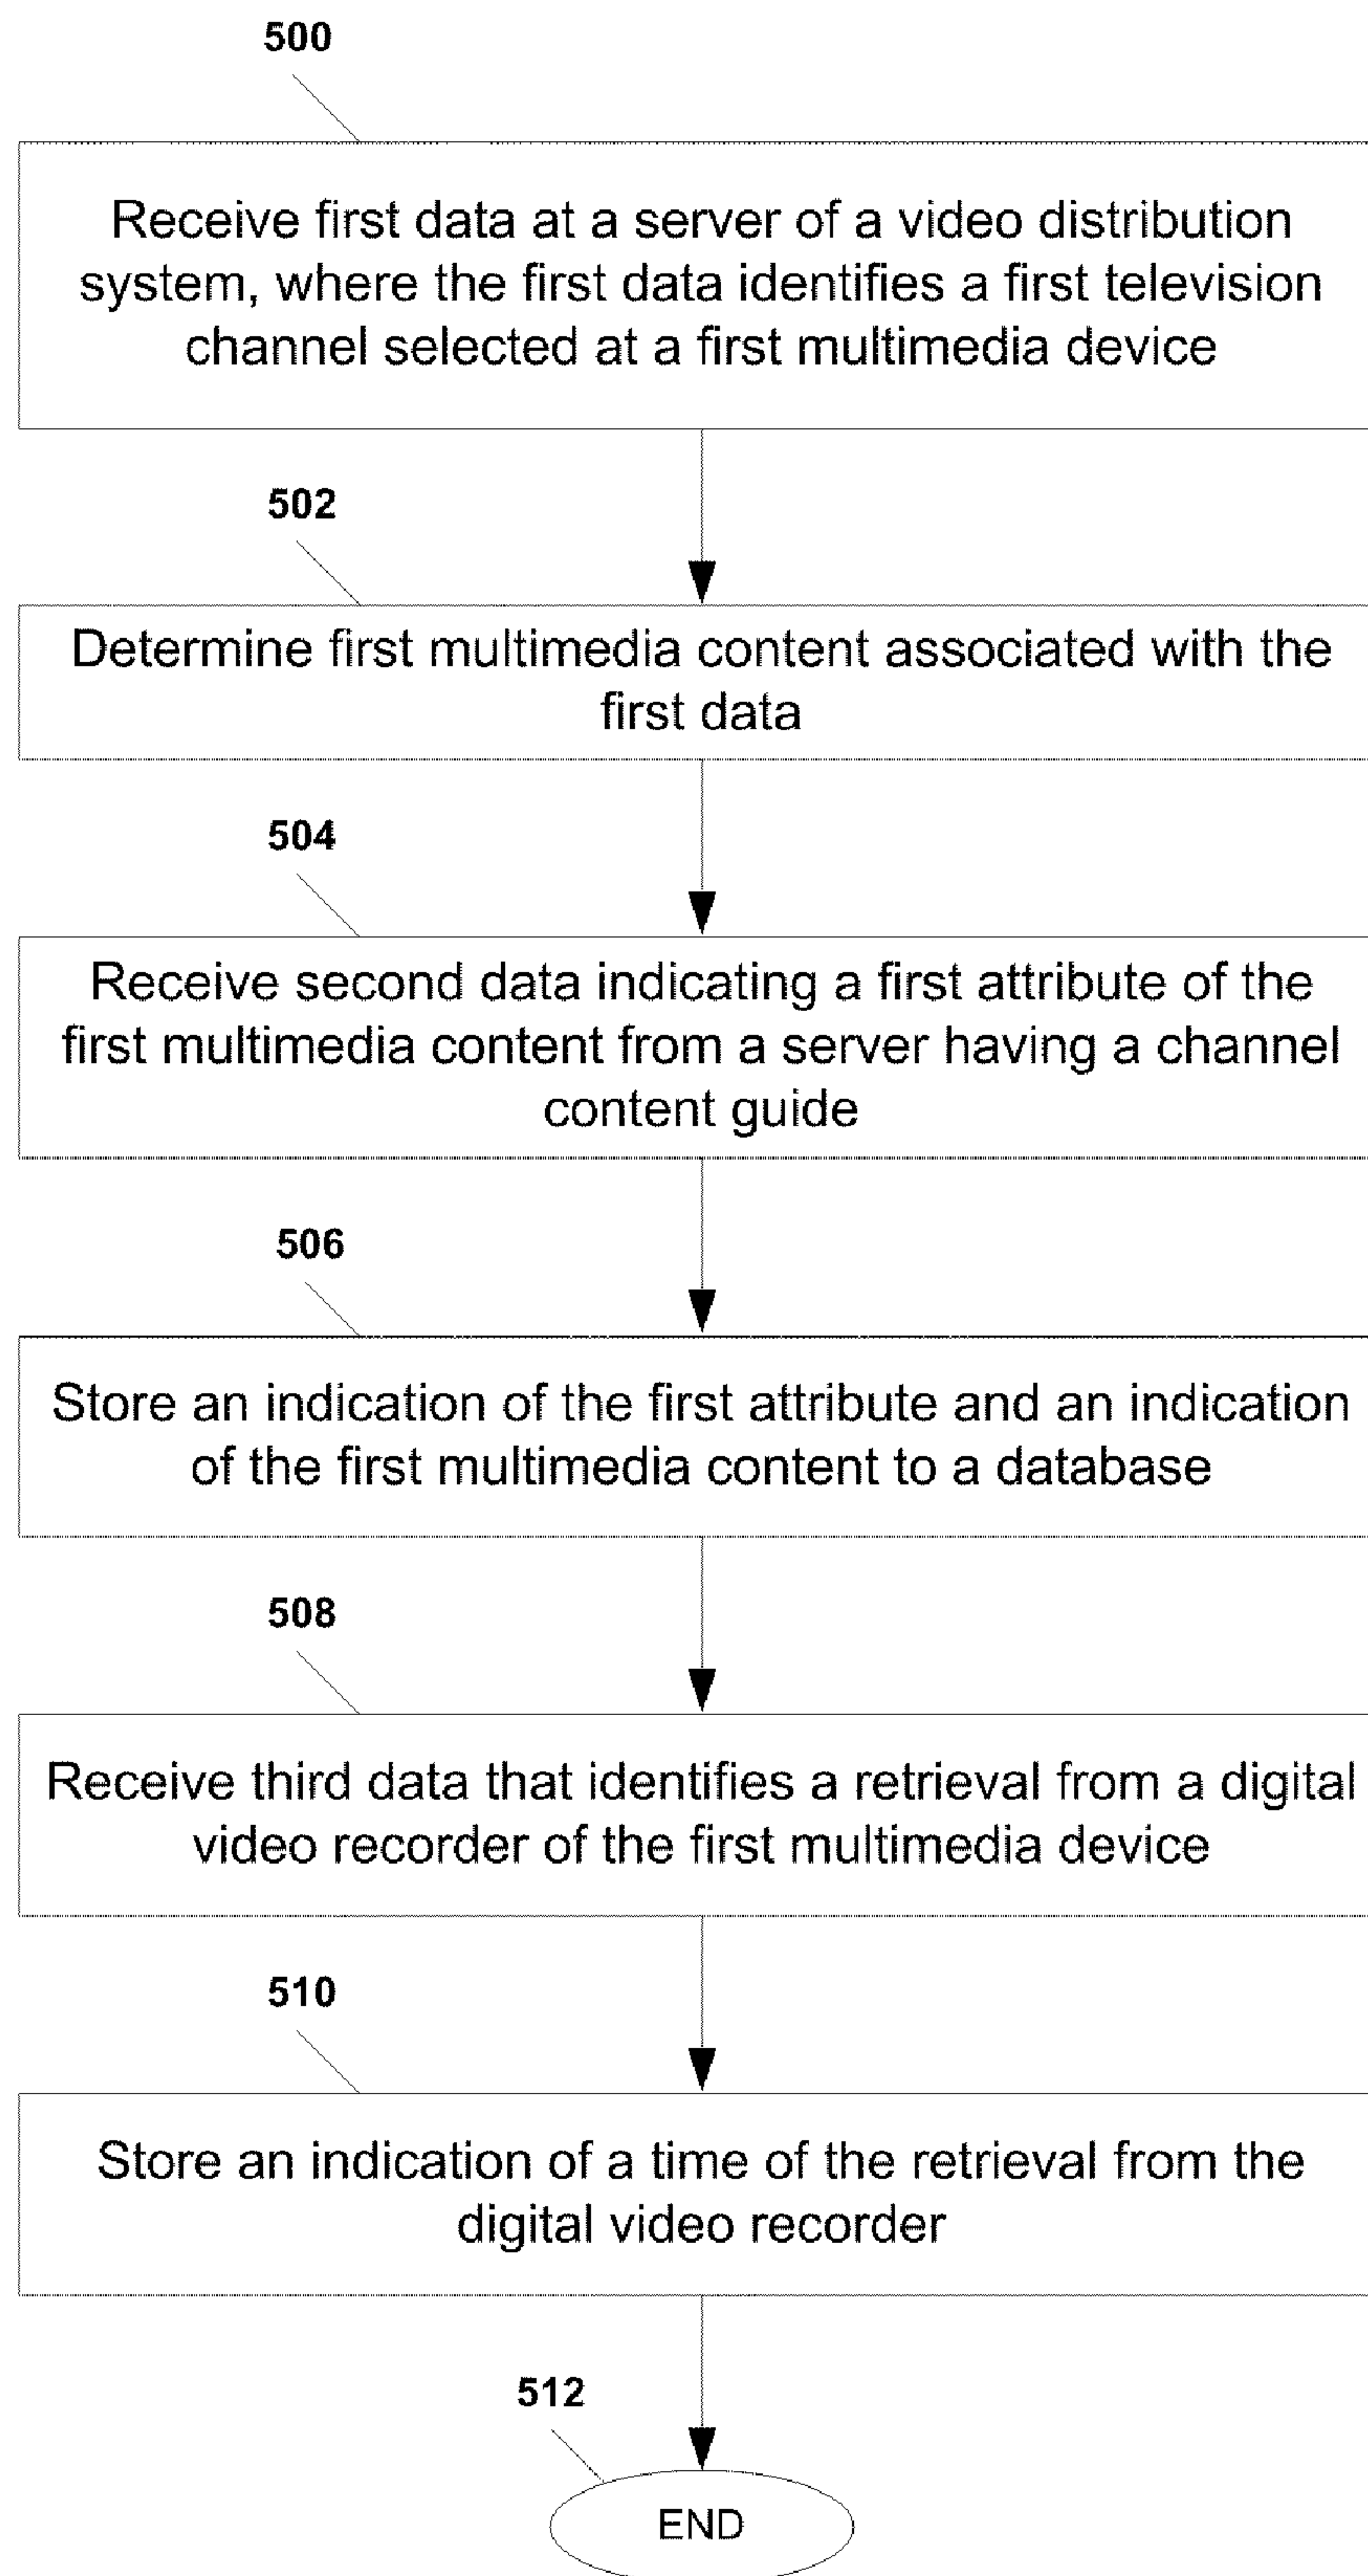 500
Receive first data at a server of a video distribution
system, where the first data identifies a first television
channel selected at a first multimedia device
502
Determine first multimedia content associated with the
first data
504
Receive second data indicating a first attribute of the
first multimedia content from a server having a channel
content guide
506
Store an indication of the first attribute and an indication
of the first multimedia content to a database
508
Receive third data that identifies a retrieval from a digital
video recorder of the first multimedia device
510
Store an indication of a time of the retrieval from the
digital video recorder
512
END